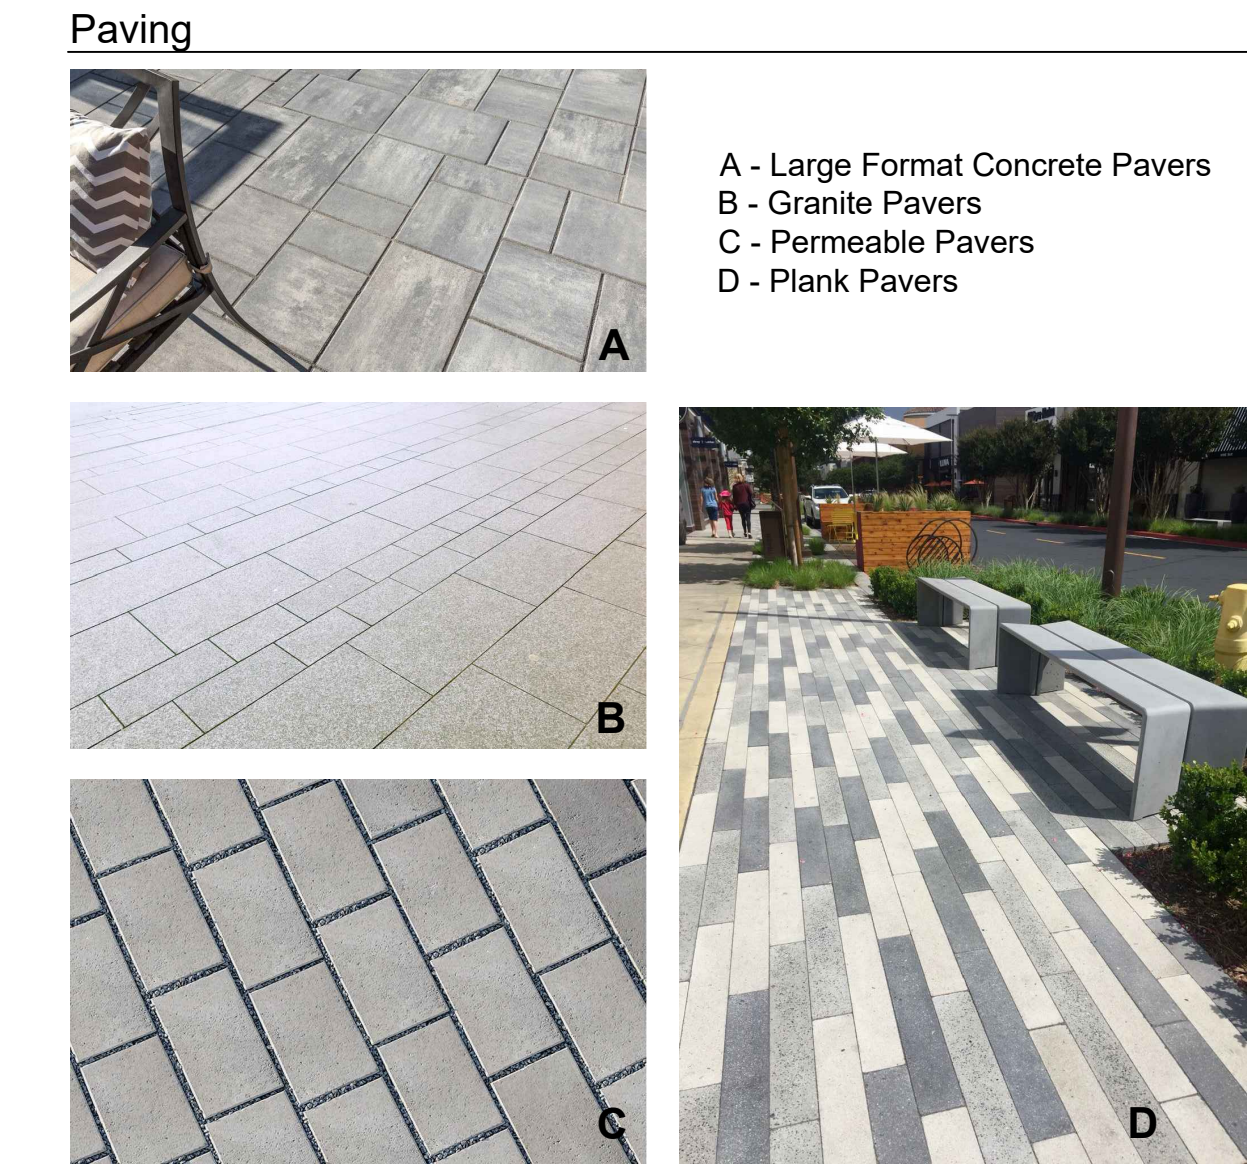 Paving
A - Large Format Concrete Pavers
B - Granite Pavers
C - Permeable Pavers
D - Plank Pavers
A
B
C
D